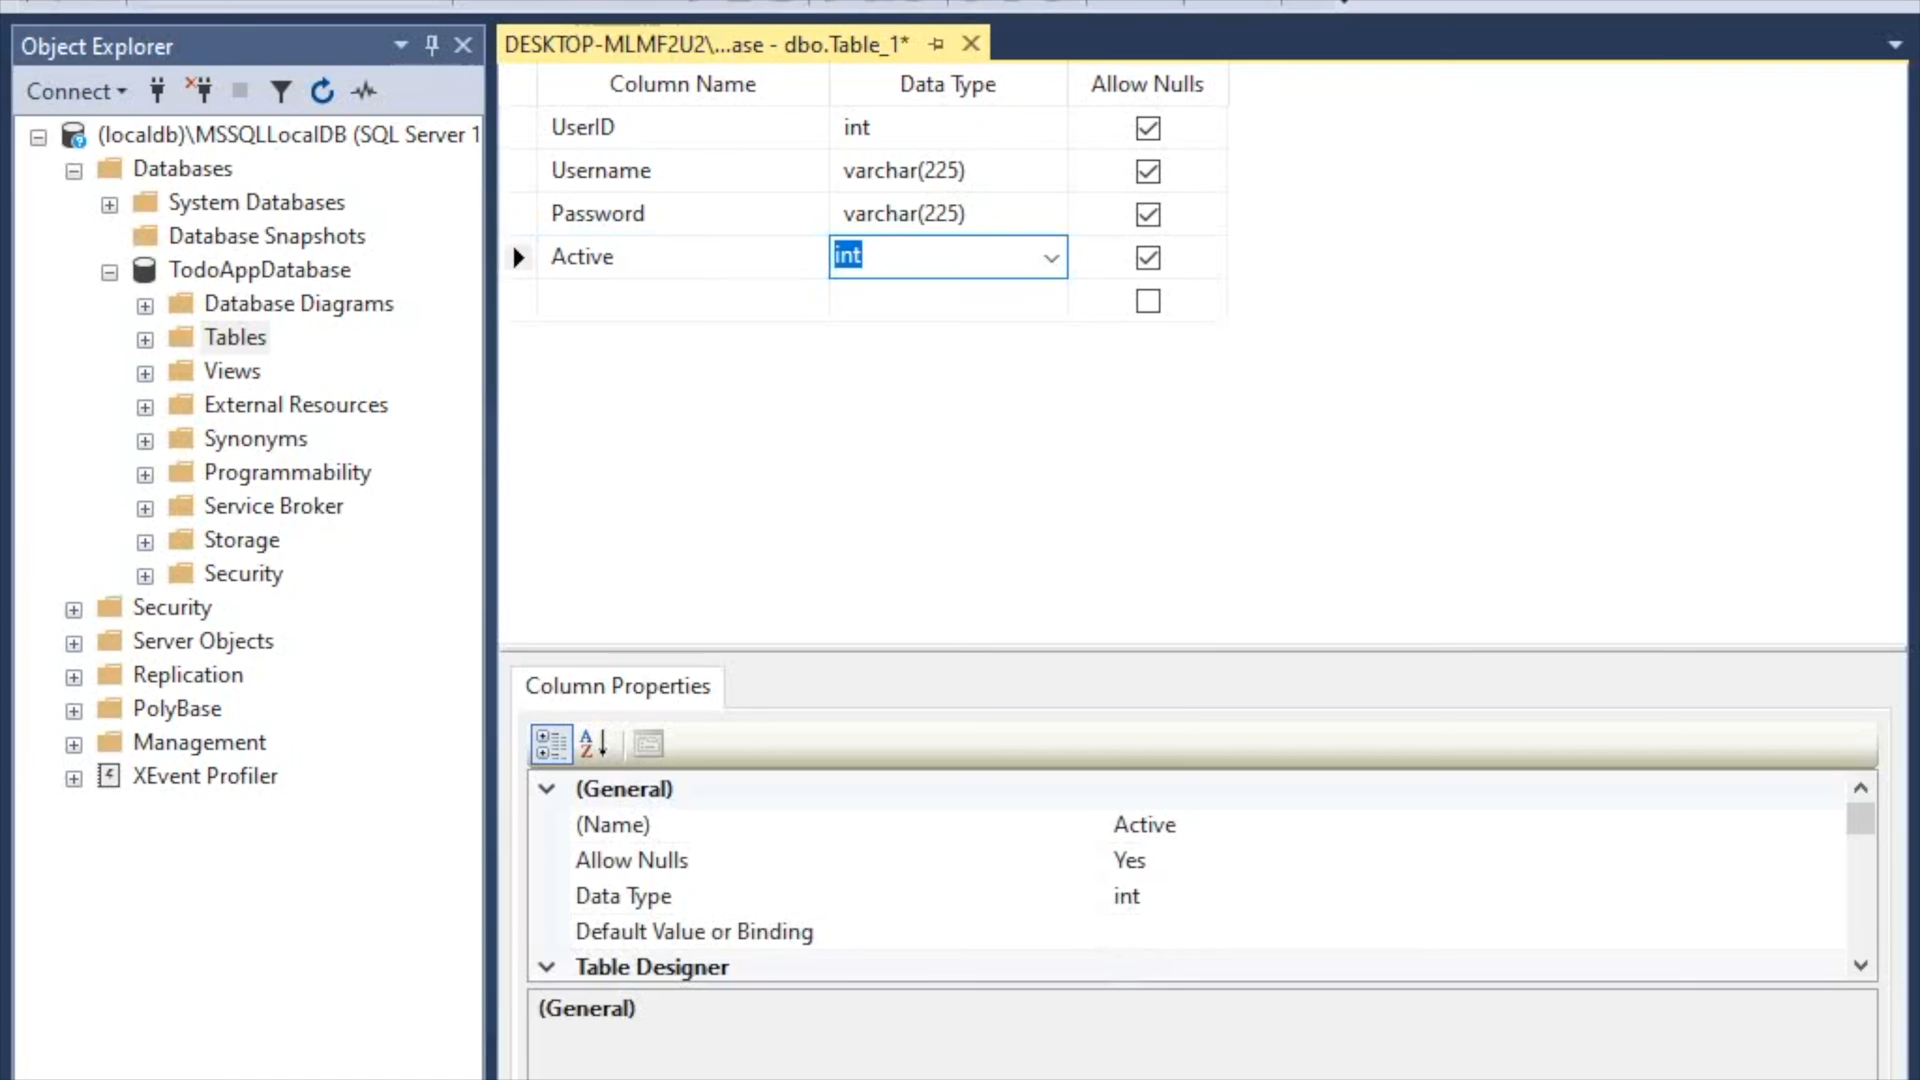 Object Explorer
Connect
(localdb)\MSSQLLocalDB (SQL Server 1
Databases
System Databases
Database Snapshots
TodoAppDatabase
Database Diagrams
Tables
Views
External Resources
Synonyms
Programmability
Service Broker
Storage
Security
Security
Server Objects
Replication
PolyBase
Management
XEvent Profiler
DESKTOP-MLMF2U2\...ase - dbo.Table_1*
Column Name Data Type Allow Nulls
UserID int
Username varchar(225)
Password varchar(225)
Active int
Column Properties
(General)
(Name) Active
Allow Nulls Yes
Data Type int
Default Value or Binding
Table Designer
(General)